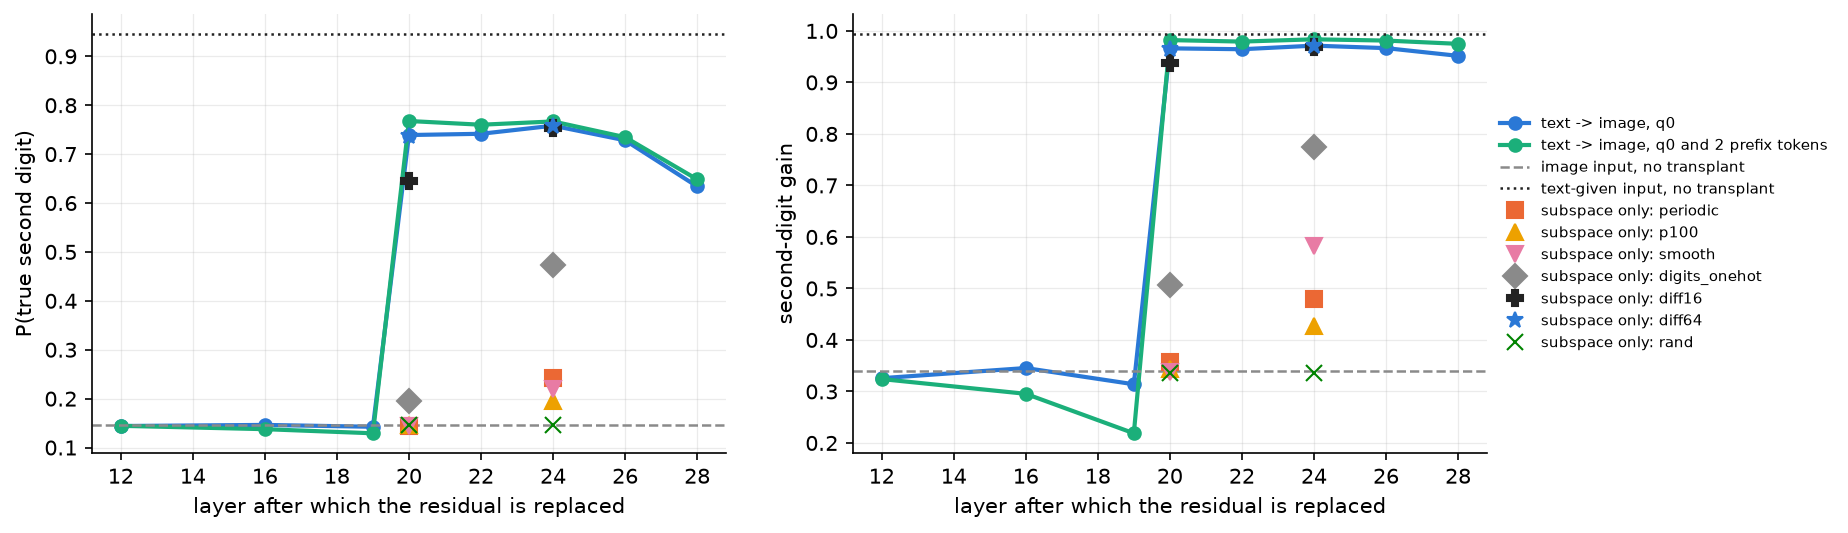 P(true second digit)
0.9
0.8
0.7
0.6
0.5
0.4
0.3
0.2
0.1
12 14 16 18 20 22 24 26 28
layer after which the residual is replaced
second-digit gain
1.0
0.9
0.8
0.7
0.6
0.5
0.4
0.3
0.2
12 14 16 18 20 22 24 26 28
layer after which the residual is replaced
text -> image, q0
text -> image, q0 and 2 prefix tokens
image input, no transplant
text-given input, no transplant
subspace only: periodic
subspace only: p100
subspace only: smooth
subspace only: digits_onehot
subspace only: diff16
subspace only: diff64
subspace only: rand